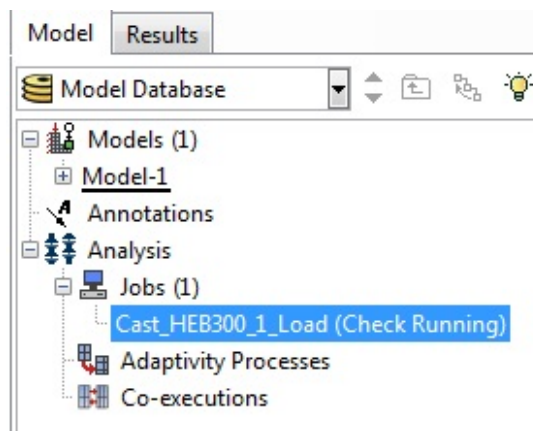 Model Results
Model Database
Models (1)
Model-1
Annotations
Analysis
Jobs (1)
Cast_HEB300_1_Load (Check Running)
Adaptivity Processes
Co-executions